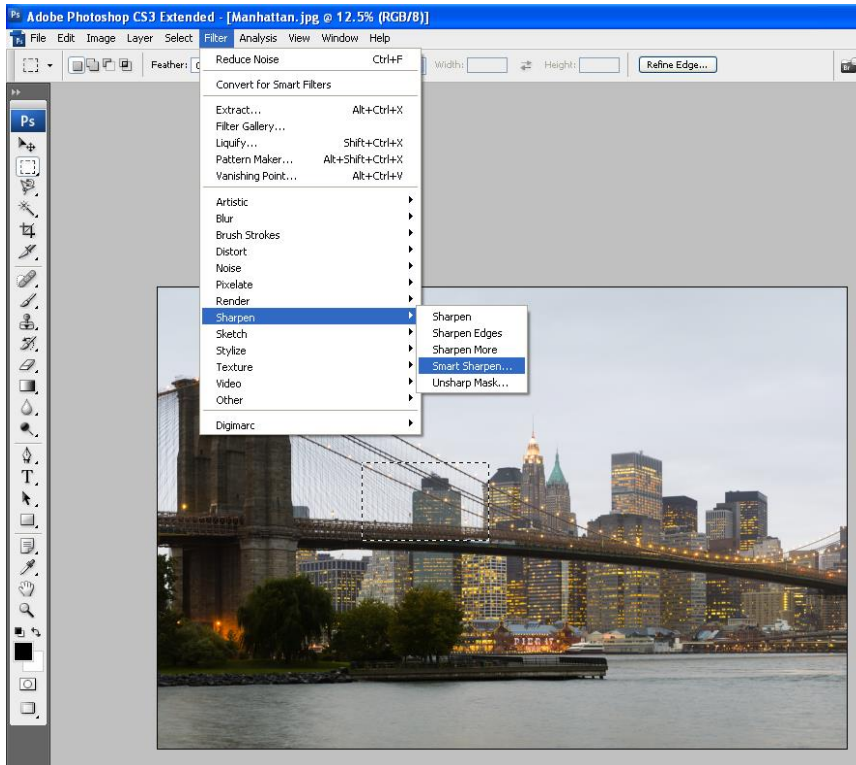 Adobe Photoshop CS3 Extended - [Manhattan.jpg @ 12.5% (RGB/8)]
File Edit Image Layer Select Filter Analysis View Window Help
Feather: Width: Height: Refine Edge...
Reduce Noise Ctrl+F
Convert for Smart Filters
Extract... Alt+Ctrl+X
Filter Gallery...
Liquify... Shift+Ctrl+X
Pattern Maker... Alt+Shift+Ctrl+X
Vanishing Point... Alt+Ctrl+V
Artistic
Blur
Brush Strokes
Distort
Noise
Pixelate
Render
Sharpen
Sketch
Stylize
Texture
Video
Other
Digimarc
Sharpen
Sharpen Edges
Sharpen More
Smart Sharpen...
Unsharp Mask...
Ps
T
PIER 17